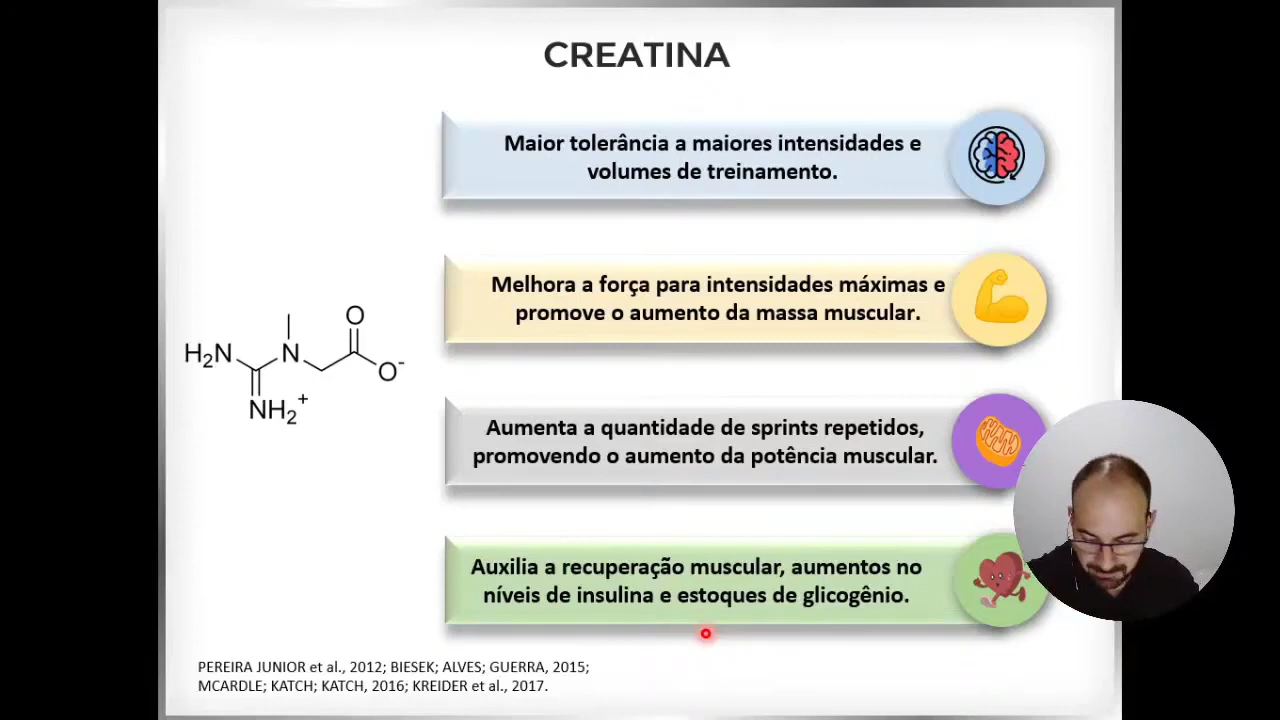 CREATINA
Maior tolerância a maiores intensidades e
volumes de treinamento.
Melhora a força para intensidades máximas e
promove o aumento da massa muscular.
Aumenta a quantidade de sprints repetidos,
promovendo o aumento da potência muscular.
Auxilia a recuperação muscular, aumentos no
níveis de insulina e estoques de glicogênio.
H₂N
N
O
O⁻
NH₂⁺
PEREIRA JUNIOR et al., 2012; BIESEK; ALVES; GUERRA, 2015;
MCARDLE; KATCH; KATCH, 2016; KREIDER et al., 2017.